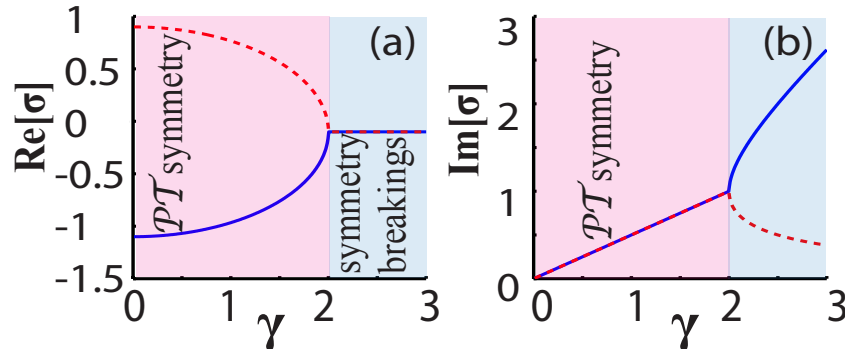 (a)
Re[σ]
1
0.5
0
-0.5
-1
-1.5
𝒫𝒯 symmetry
symmetry
breakings
0
1
2
3
γ
(b)
Im[σ]
3
2
1
0
𝒫𝒯 symmetry
0
1
2
3
γ